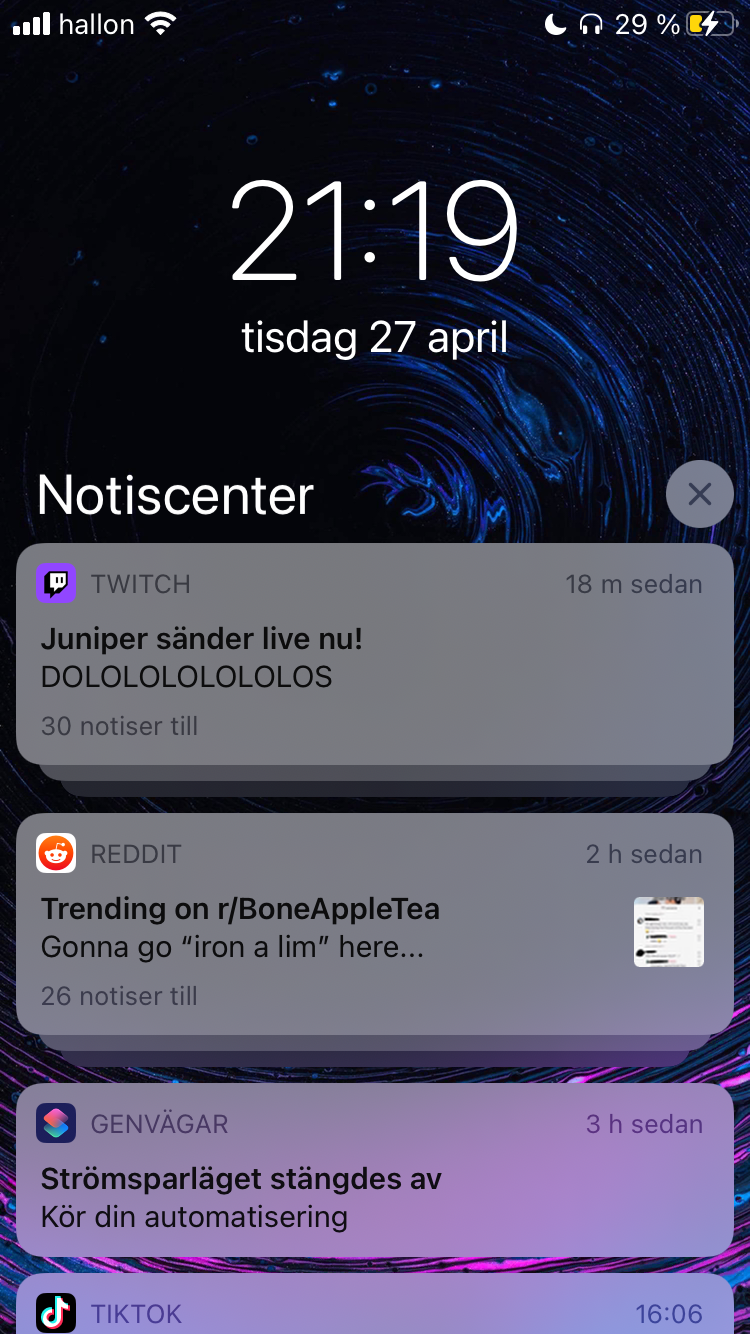 hallon 29 %
21:19
tisdag 27 april
Notiscenter
TWITCH 18 m sedan
Juniper sänder live nu!
DOLOLOLOLOLOLOS
30 notiser till
REDDIT 2 h sedan
Trending on r/BoneAppleTea
Gonna go “iron a lim” here...
26 notiser till
GENVÄGAR 3 h sedan
Strömsparläget stängdes av
Kör din automatisering
TIKTOK 16:06